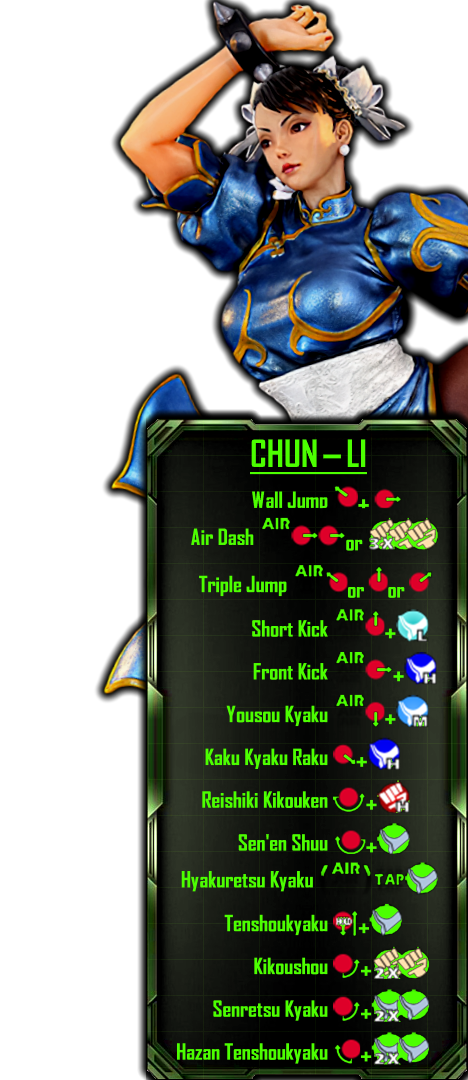 CHUN – LI
Wall Jumo +
Air Dash AIR or 3X
Triple Jump AIR or or
Short Kick AIR + L
Front Kick AIR + H
Yousou Kyaku AIR + M
Kaku Kyaku Raku + H
Reishiki Kikouken + H
Sen'en Shuu +
Hyakuretsu Kyaku ( AIR ) TAP
Tenshoukyaku HOLD +
Kikoushou + 2X
Senretsu Kyaku + 2X
Hazan Tenshoukyaku + 2X